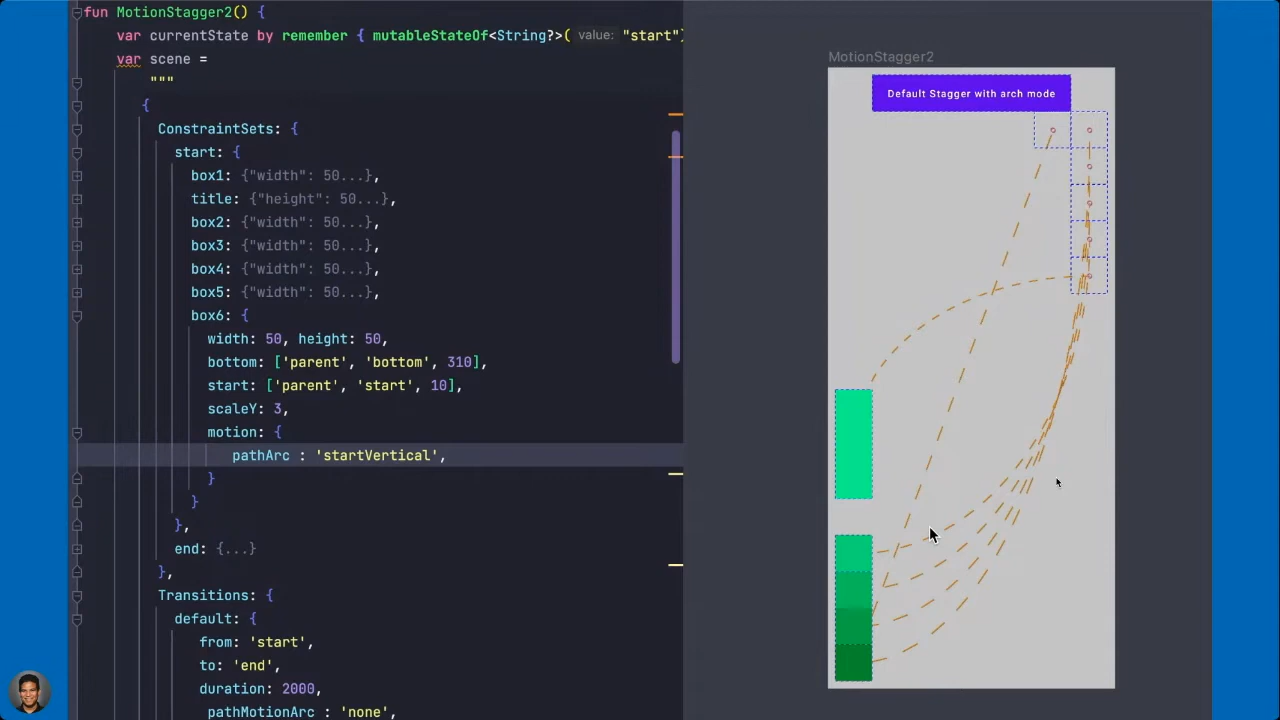 fun MotionStagger2() {
var currentState by remember { mutableStateOf<String?>( value: "start")
var scene =
"""
{
ConstraintSets: {
start: {
box1: {"width": 50...},
title: {"height": 50...},
box2: {"width": 50...},
box3: {"width": 50...},
box4: {"width": 50...},
box5: {"width": 50...},
box6: {
width: 50, height: 50,
bottom: ['parent', 'bottom', 310],
start: ['parent', 'start', 10],
scaleY: 3,
motion: {
pathArc : 'startVertical',
}
}
},
end: {...}
},
Transitions: {
default: {
from: 'start',
to: 'end',
duration: 2000,
pathMotionArc : 'none',
MotionStagger2
Default Stagger with arch mode